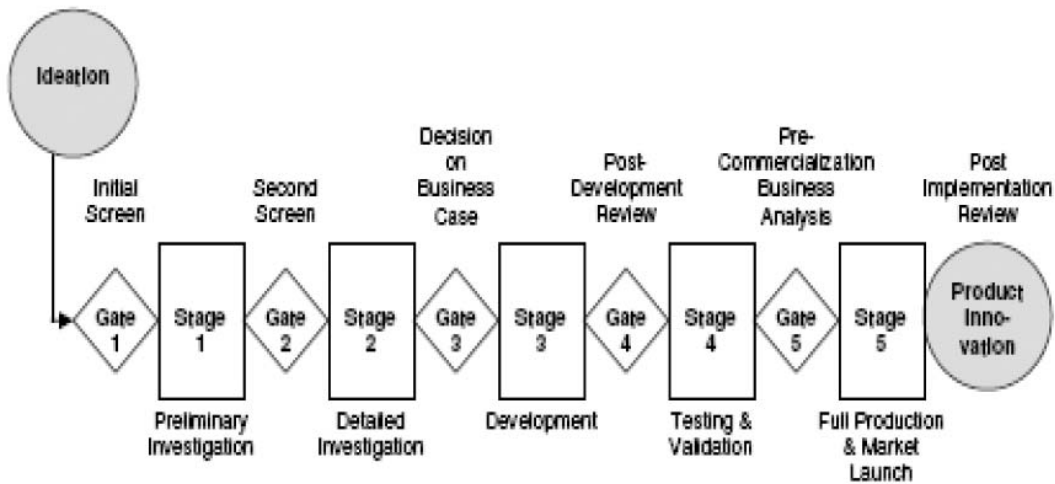 Ideation
Initial
Screen
Second
Screen
Decision
on
Business
Case
Post-
Development
Review
Pre-
Commercialization
Business
Analysis
Post
Implementation
Review
Gate
1
Stage
1
Gate
2
Stage
2
Gate
3
Stage
3
Gate
4
Stage
4
Gate
5
Stage
5
Product
Inno-
vation
Preliminary
Investigation
Detailed
Investigation
Development
Testing &
Validation
Full Production
& Market
Launch